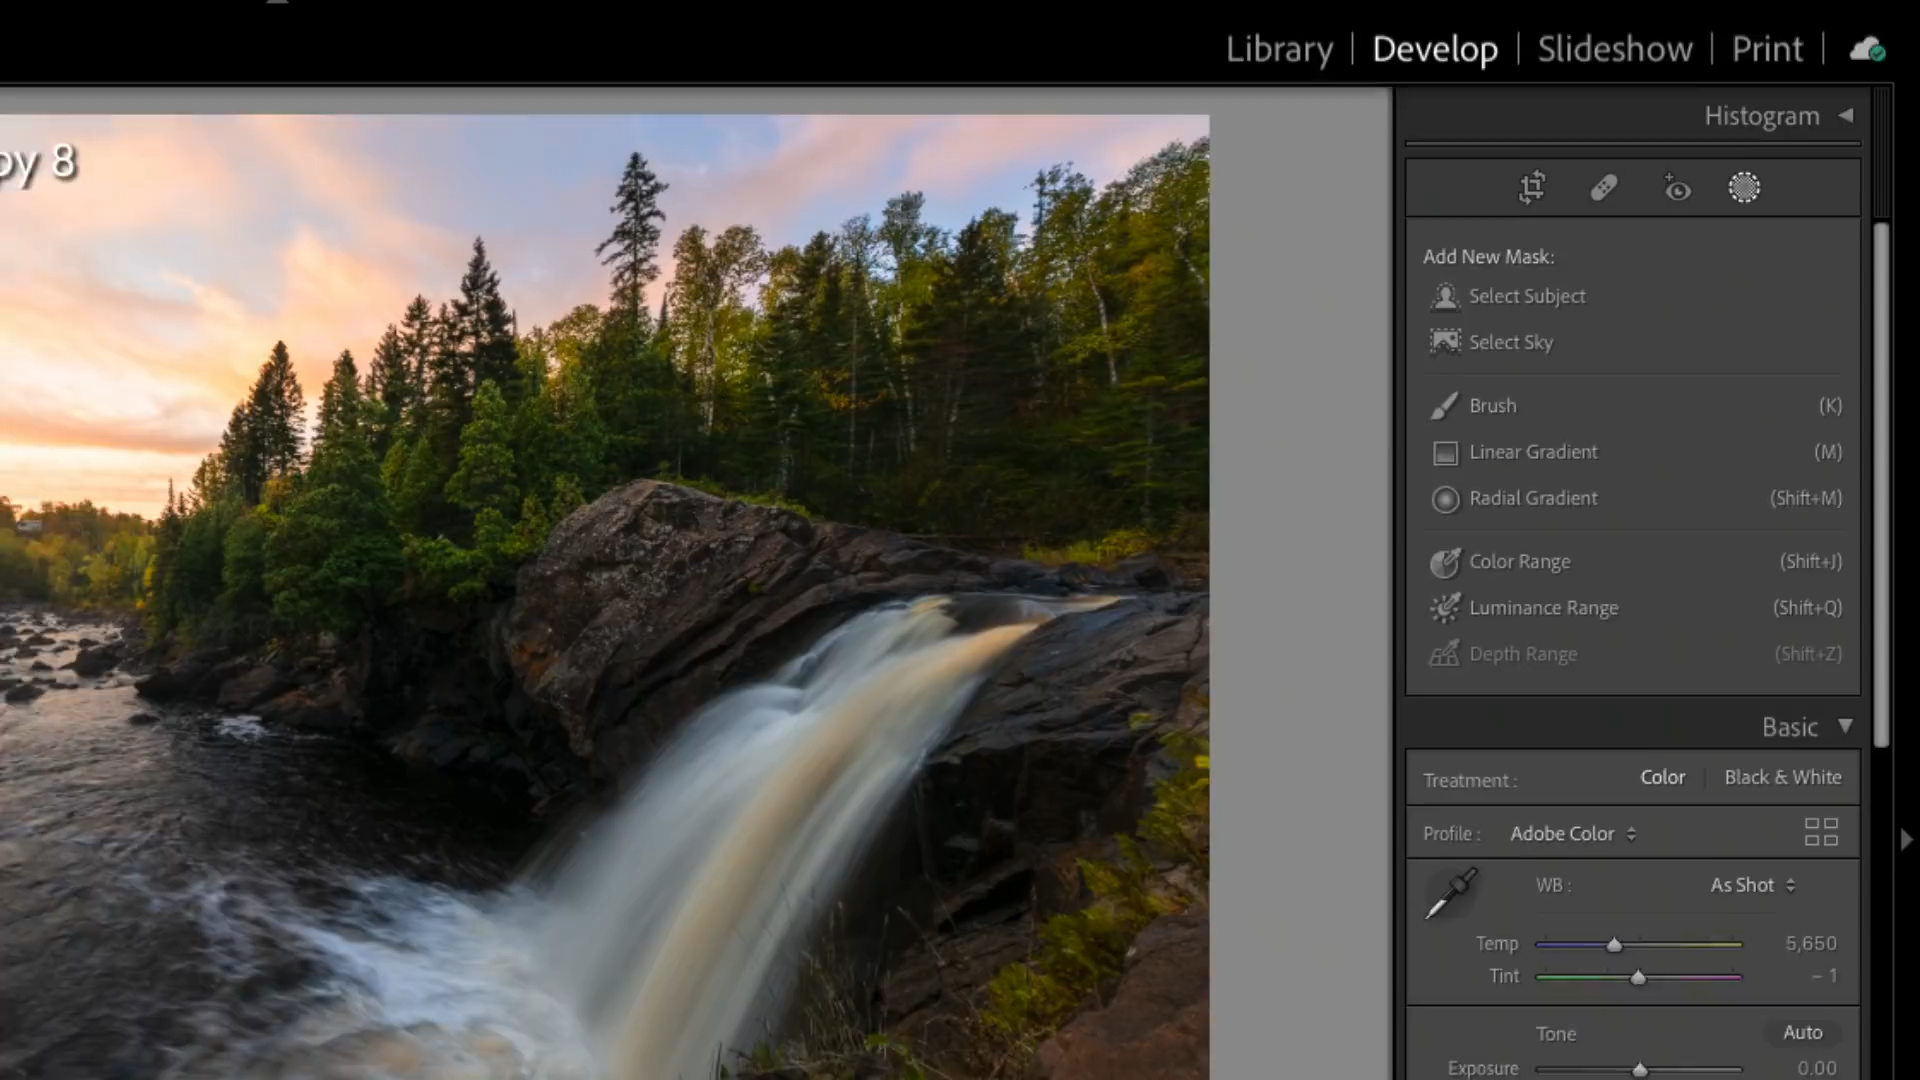 Library | Develop | Slideshow | Print |
Histogram
py 8
Add New Mask:
Select Subject
Select Sky
Brush (K)
Linear Gradient (M)
Radial Gradient (Shift+M)
Color Range (Shift+J)
Luminance Range (Shift+Q)
Depth Range (Shift+Z)
Basic
Treatment : Color | Black & White
Profile : Adobe Color
WB : As Shot
Temp 5,650
Tint – 1
Tone Auto
Exposure 0.00